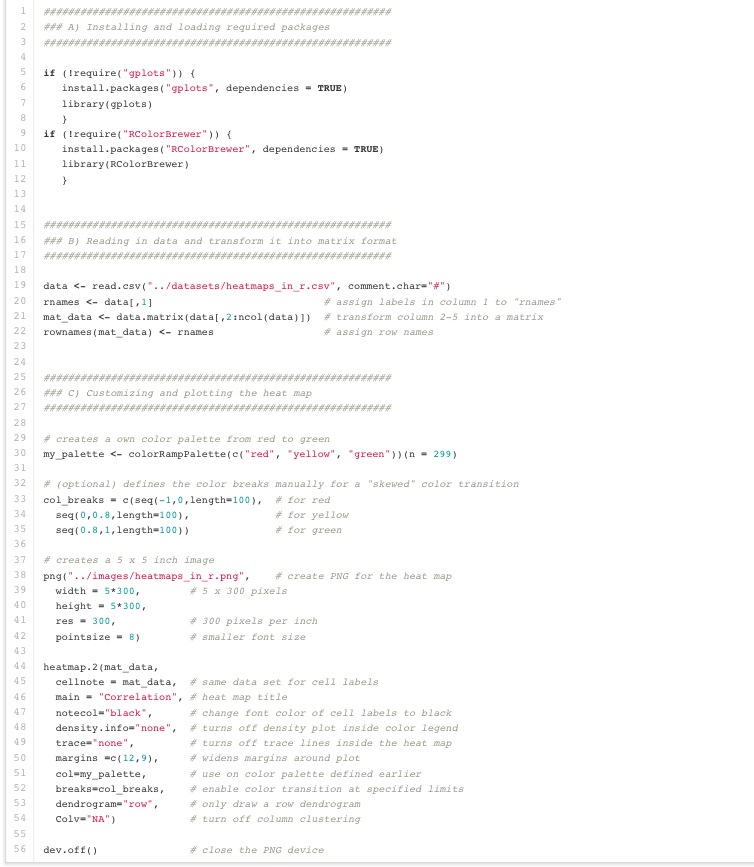 1 #########################################################
2 ### A) Installing and loading required packages
3 #########################################################
4
5 if (!require("gplots")) {
6    install.packages("gplots", dependencies = TRUE)
7    library(gplots)
8    }
9 if (!require("RColorBrewer")) {
10    install.packages("RColorBrewer", dependencies = TRUE)
11    library(RColorBrewer)
12    }
13
14
15 #########################################################
16 ### B) Reading in data and transform it into matrix format
17 #########################################################
18
19 data <- read.csv("../datasets/heatmaps_in_r.csv", comment.char="#")
20 rnames <- data[,1]                            # assign labels in column 1 to "rnames"
21 mat_data <- data.matrix(data[,2:ncol(data)])  # transform column 2-5 into a matrix
22 rownames(mat_data) <- rnames                  # assign row names
23
24
25 #########################################################
26 ### C) Customizing and plotting the heat map
27 #########################################################
28
29 # creates a own color palette from red to green
30 my_palette <- colorRampPalette(c("red", "yellow", "green"))(n = 299)
31
32 # (optional) defines the color breaks manually for a "skewed" color transition
33 col_breaks = c(seq(-1,0,length=100),  # for red
34   seq(0,0.8,length=100),              # for yellow
35   seq(0.8,1,length=100))              # for green
36
37 # creates a 5 x 5 inch image
38 png("../images/heatmaps_in_r.png",    # create PNG for the heat map
39   width = 5*300,        # 5 x 300 pixels
40   height = 5*300,
41   res = 300,            # 300 pixels per inch
42   pointsize = 8)        # smaller font size
43
44 heatmap.2(mat_data,
45   cellnote = mat_data,  # same data set for cell labels
46   main = "Correlation", # heat map title
47   notecol="black",      # change font color of cell labels to black
48   density.info="none",  # turns off density plot inside color legend
49   trace="none",         # turns off trace lines inside the heat map
50   margins =c(12,9),     # widens margins around plot
51   col=my_palette,       # use on color palette defined earlier
52   breaks=col_breaks,    # enable color transition at specified limits
53   dendrogram="row",     # only draw a row dendrogram
54   Colv="NA")            # turn off column clustering
55
56 dev.off()               # close the PNG device